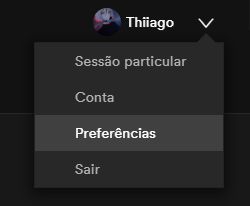 Thiiago
Sessão particular
Conta
Preferências
Sair